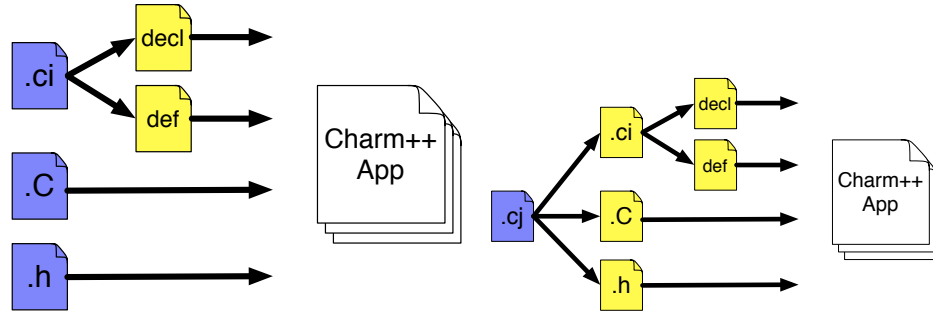 .ci
decl
def
.C
.h
Charm++
App
.cj
.ci
decl
def
.C
.h
Charm++
App